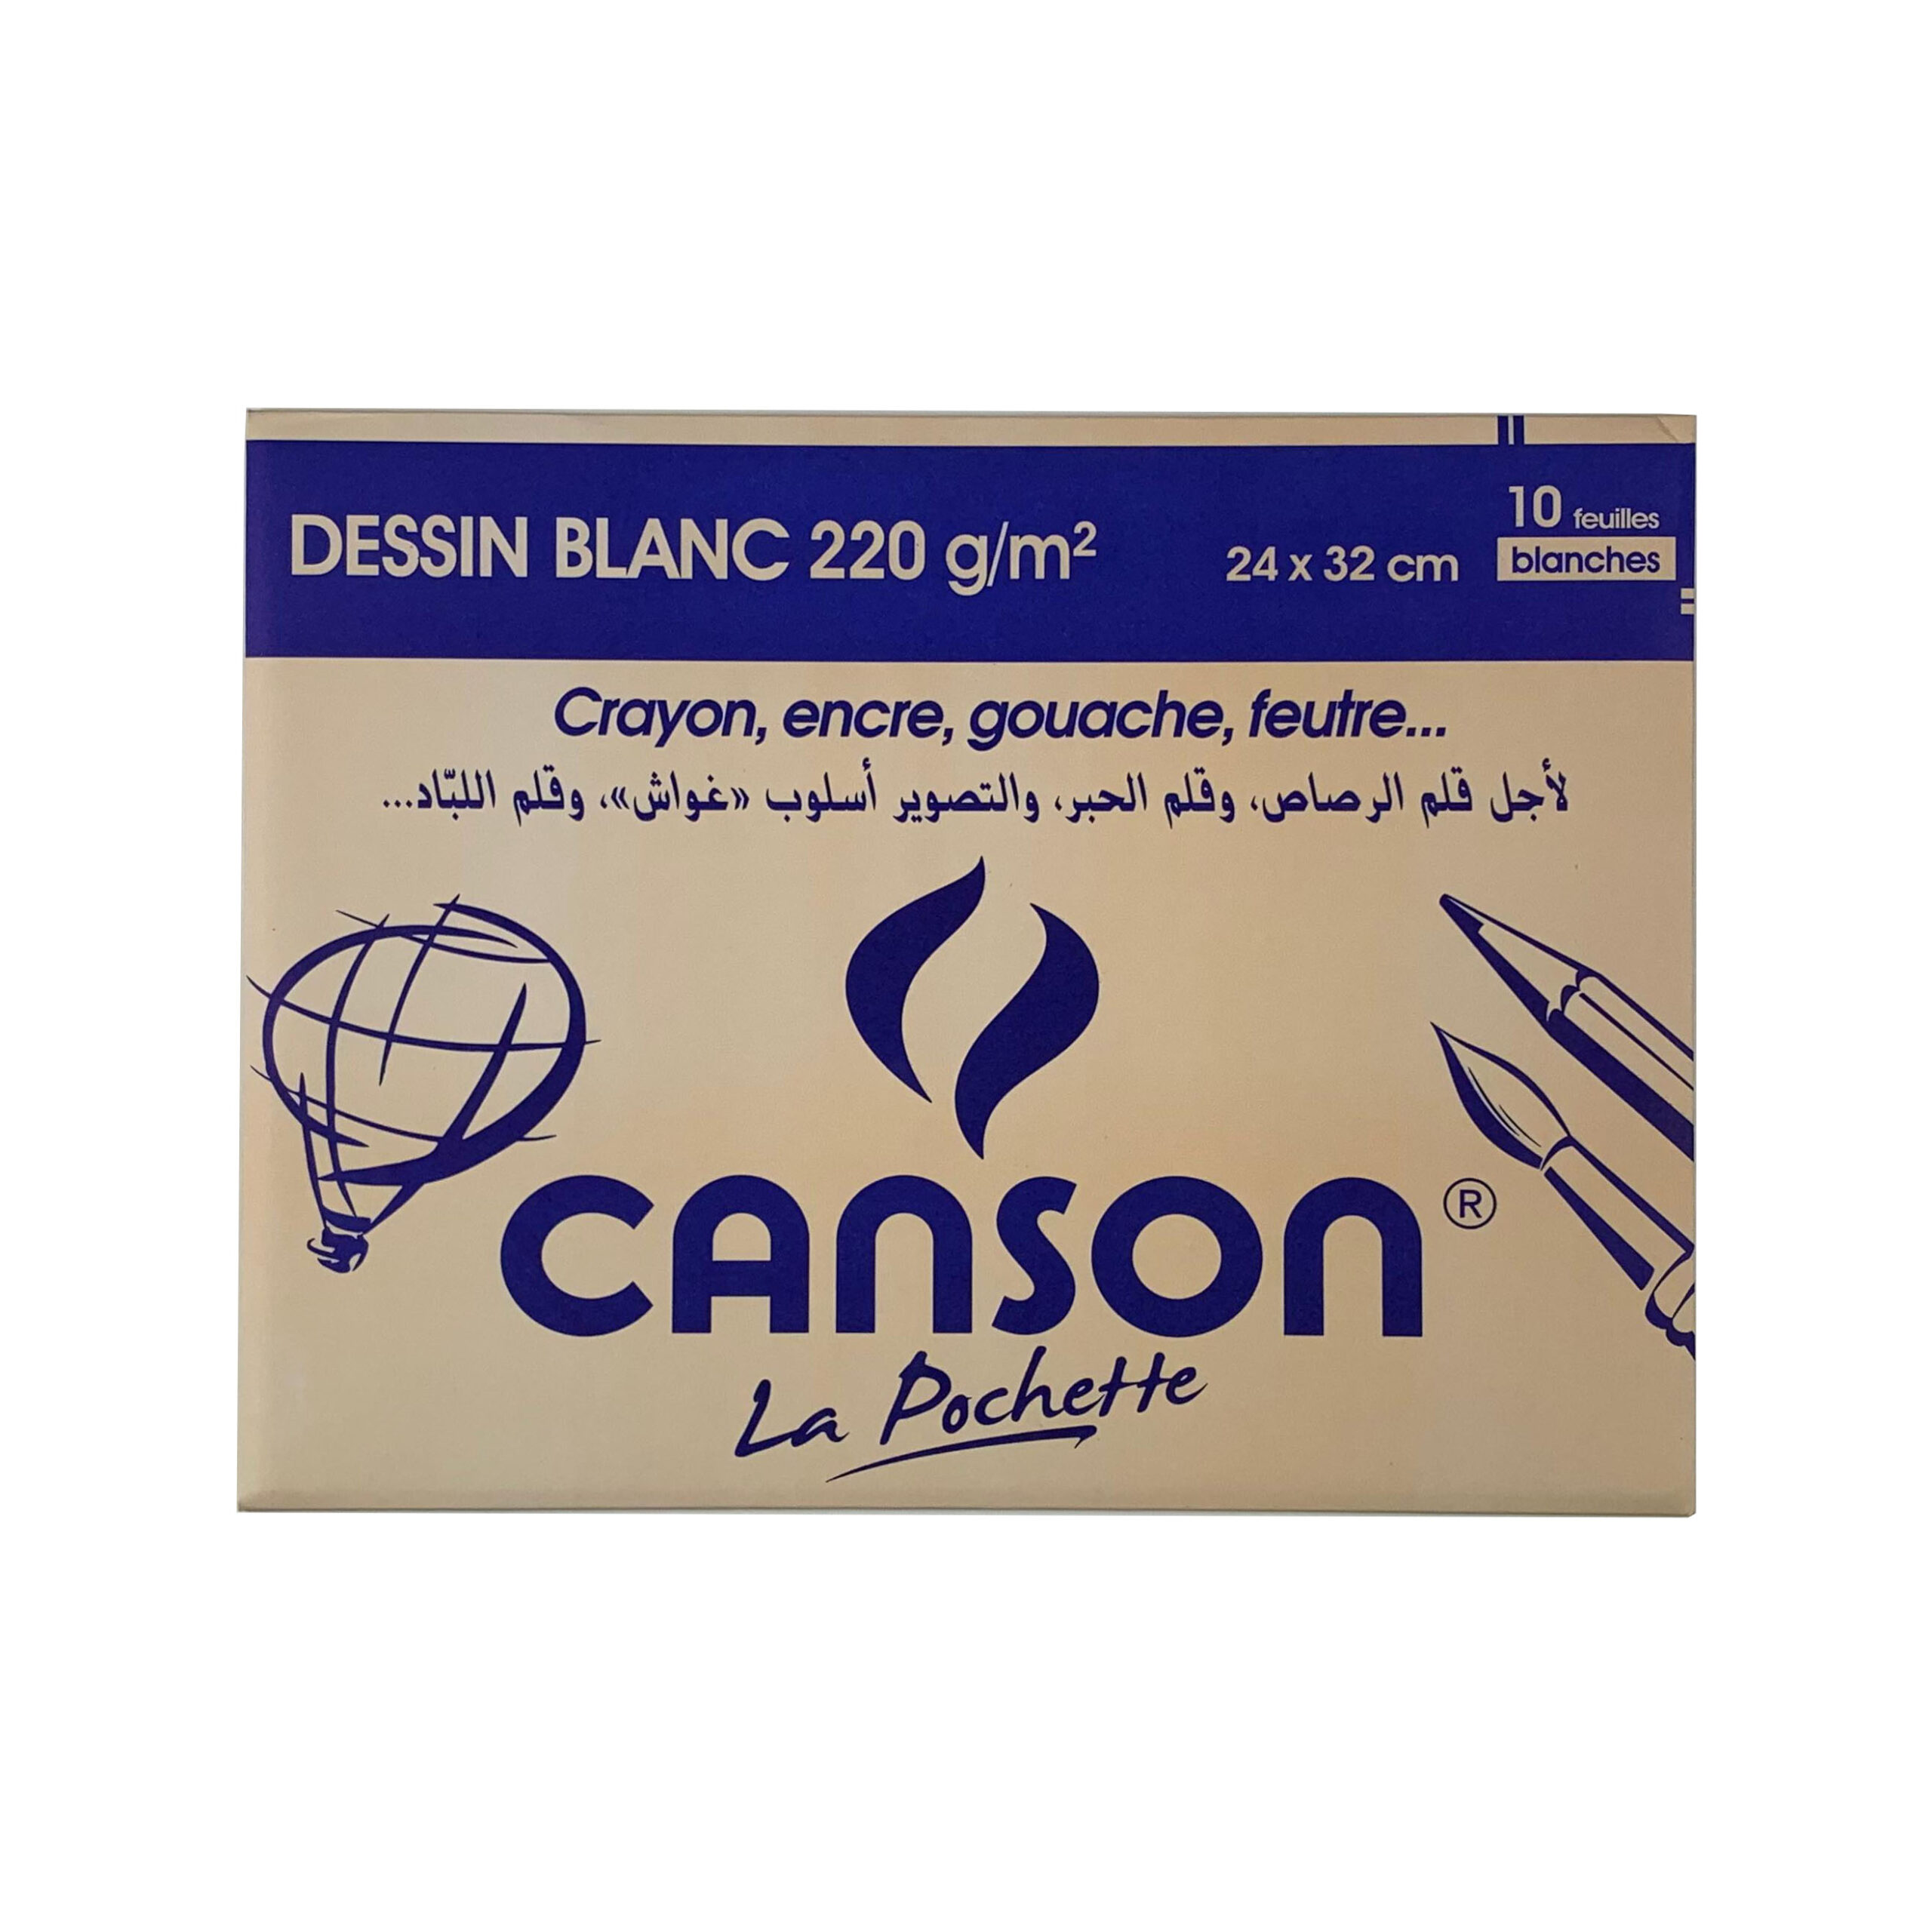 DESSIN BLANC 220 g/m²
24 x 32 cm
10 feuilles
blanches
Crayon, encre, gouache, feutre...
لأجل قلم الرصاص، وقلم الحبر، والتصوير أسلوب «غواش»، وقلم اللبّاد...
CANSON®
La Pochette